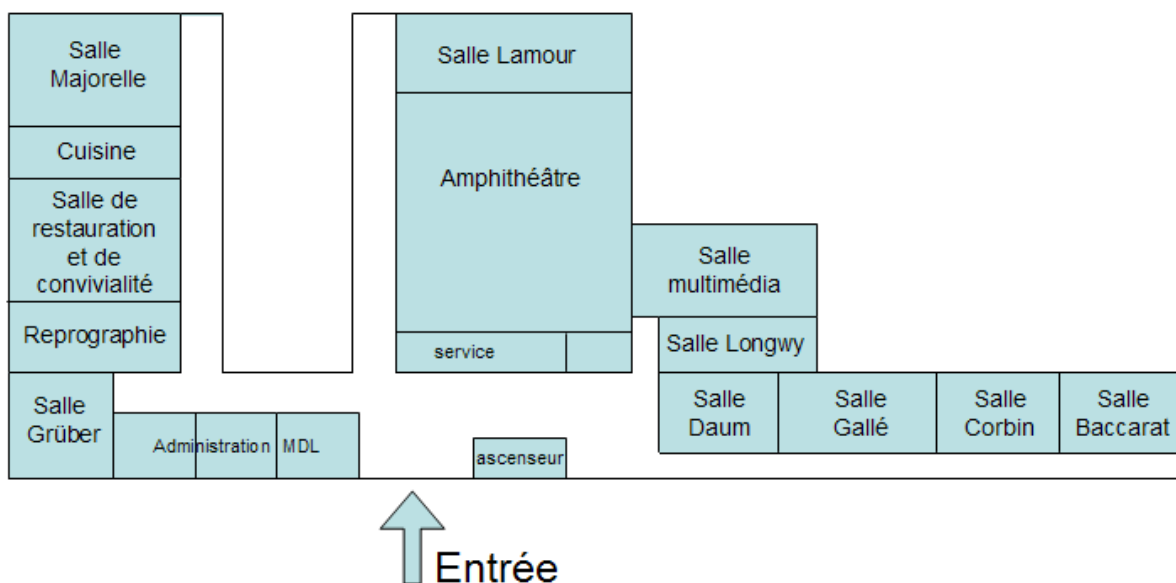 Salle
Majorelle
Cuisine
Salle de
restauration
et de
convivialité
Reprographie
Salle
Grüber
Administration MDL
Salle Lamour
Amphithéâtre
service
ascenseur
Salle
multimédia
Salle Longwy
Salle
Daum
Salle
Gallé
Salle
Corbin
Salle
Baccarat
Entrée